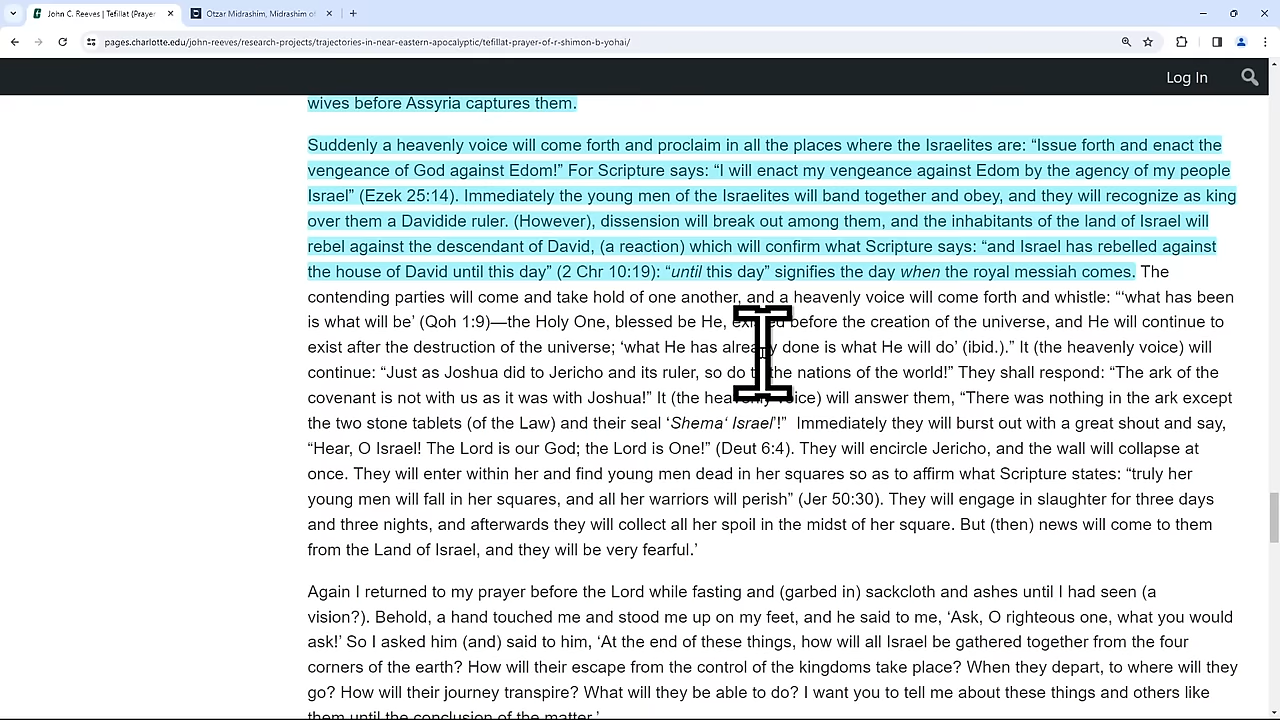 John C. Reeves | Tefillat (Prayer
Otzar Midrashim, Midrashim of
pages.charlotte.edu/john-reeves/research-projects/trajectories-in-near-eastern-apocalyptic/tefillat-prayer-of-r-shimon-b-yohai/
Log In
wives before Assyria captures them.
Suddenly a heavenly voice will come forth and proclaim in all the places where the Israelites are: “Issue forth and enact the
vengeance of God against Edom!” For Scripture says: “I will enact my vengeance against Edom by the agency of my people
Israel” (Ezek 25:14). Immediately the young men of the Israelites will band together and obey, and they will recognize as king
over them a Davidide ruler. (However), dissension will break out among them, and the inhabitants of the land of Israel will
rebel against the descendant of David, (a reaction) which will confirm what Scripture says: “and Israel has rebelled against
the house of David until this day” (2 Chr 10:19): “until this day” signifies the day when the royal messiah comes. The
contending parties will come and take hold of one another, and a heavenly voice will come forth and whistle: “‘what has been
is what will be’ (Qoh 1:9)—the Holy One, blessed be He, before the creation of the universe, and He will continue to
exist after the destruction of the universe; ‘what He has already done is what He will do’ (ibid.).” It (the heavenly voice) will
continue: “Just as Joshua did to Jericho and its ruler, so do the nations of the world!” They shall respond: “The ark of the
covenant is not with us as it was with Joshua!” It (the heavenly voice) will answer them, “There was nothing in the ark except
the two stone tablets (of the Law) and their seal ‘Shema‘ Israel’!” Immediately they will burst out with a great shout and say,
“Hear, O Israel! The Lord is our God; the Lord is One!” (Deut 6:4). They will encircle Jericho, and the wall will collapse at
once. They will enter within her and find young men dead in her squares so as to affirm what Scripture states: “truly her
young men will fall in her squares, and all her warriors will perish” (Jer 50:30). They will engage in slaughter for three days
and three nights, and afterwards they will collect all her spoil in the midst of her square. But (then) news will come to them
from the Land of Israel, and they will be very fearful.’
Again I returned to my prayer before the Lord while fasting and (garbed in) sackcloth and ashes until I had seen (a
vision?). Behold, a hand touched me and stood me up on my feet, and he said to me, ‘Ask, O righteous one, what you would
ask!’ So I asked him (and) said to him, ‘At the end of these things, how will all Israel be gathered together from the four
corners of the earth? How will their escape from the control of the kingdoms take place? When they depart, to where will they
go? How will their journey transpire? What will they be able to do? I want you to tell me about these things and others like
them until the conclusion of the matter.’